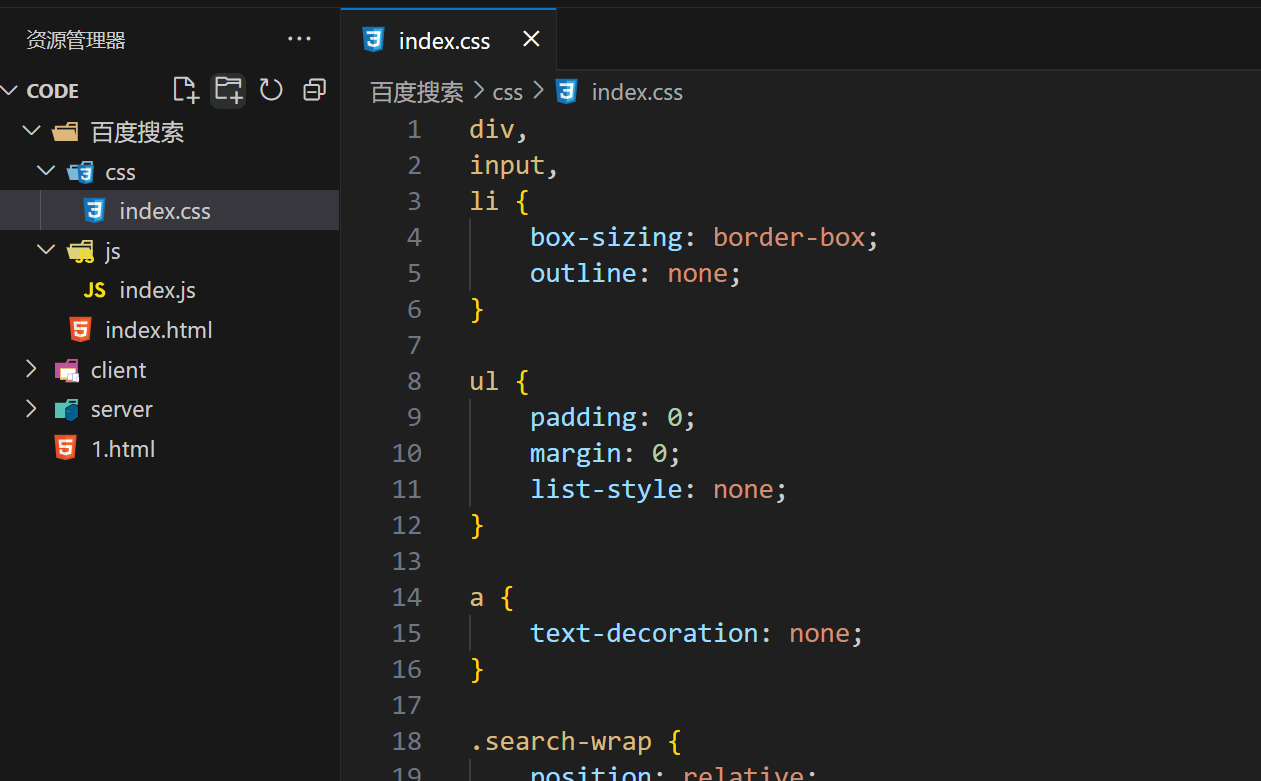 资源管理器 ···
index.css
CODE
百度搜索
css
index.css
js
JS index.js
index.html
client
server
1.html
百度搜索 > css > index.css
1 div,
2 input,
3 li {
4 box-sizing: border-box;
5 outline: none;
6 }
7
8 ul {
9 padding: 0;
10 margin: 0;
11 list-style: none;
12 }
13
14 a {
15 text-decoration: none;
16 }
17
18 .search-wrap {
19 position: relative;